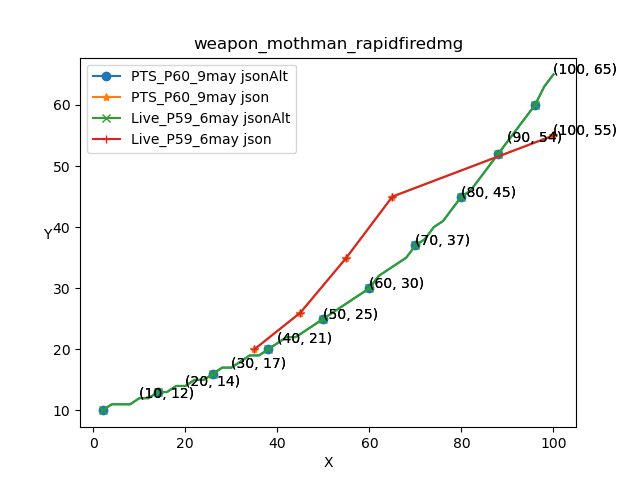 weapon_mothman_rapidfiredmg
PTS_P60_9may jsonAlt
PTS_P60_9may json
Live_P59_6may jsonAlt
Live_P59_6may json
(100, 65)
(100, 55)
(90, 54)
(80, 45)
(70, 37)
(60, 30)
(50, 25)
(40, 21)
(30, 17)
(20, 14)
(10, 12)
60
50
40
30
20
10
Y
0 20 40 60 80 100
X